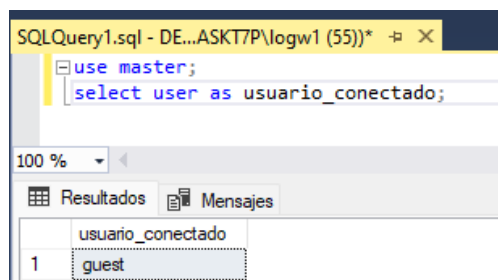 SQLQuery1.sql - DE...ASKT7P\logw1 (55))*
use master;
select user as usuario_conectado;
100 %
Resultados Mensajes
usuario_conectado
1 guest